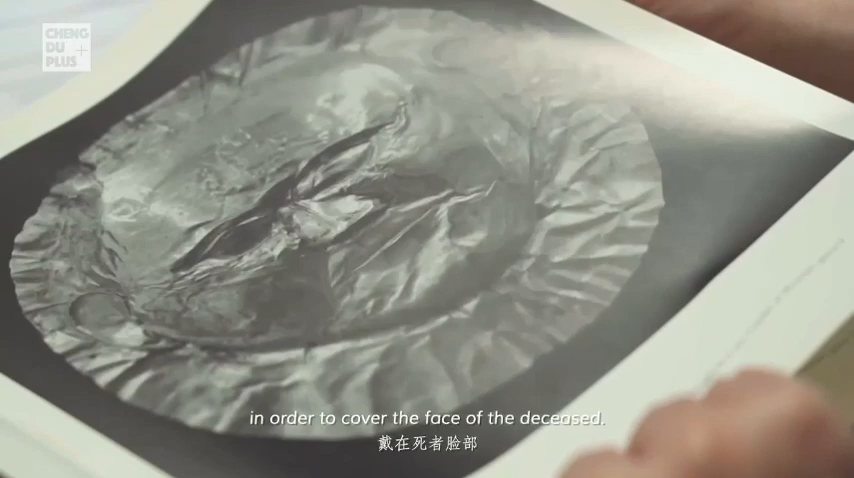 CHENG
DU +
PLUS
in order to cover the face of the deceased.
戴在死者脸部